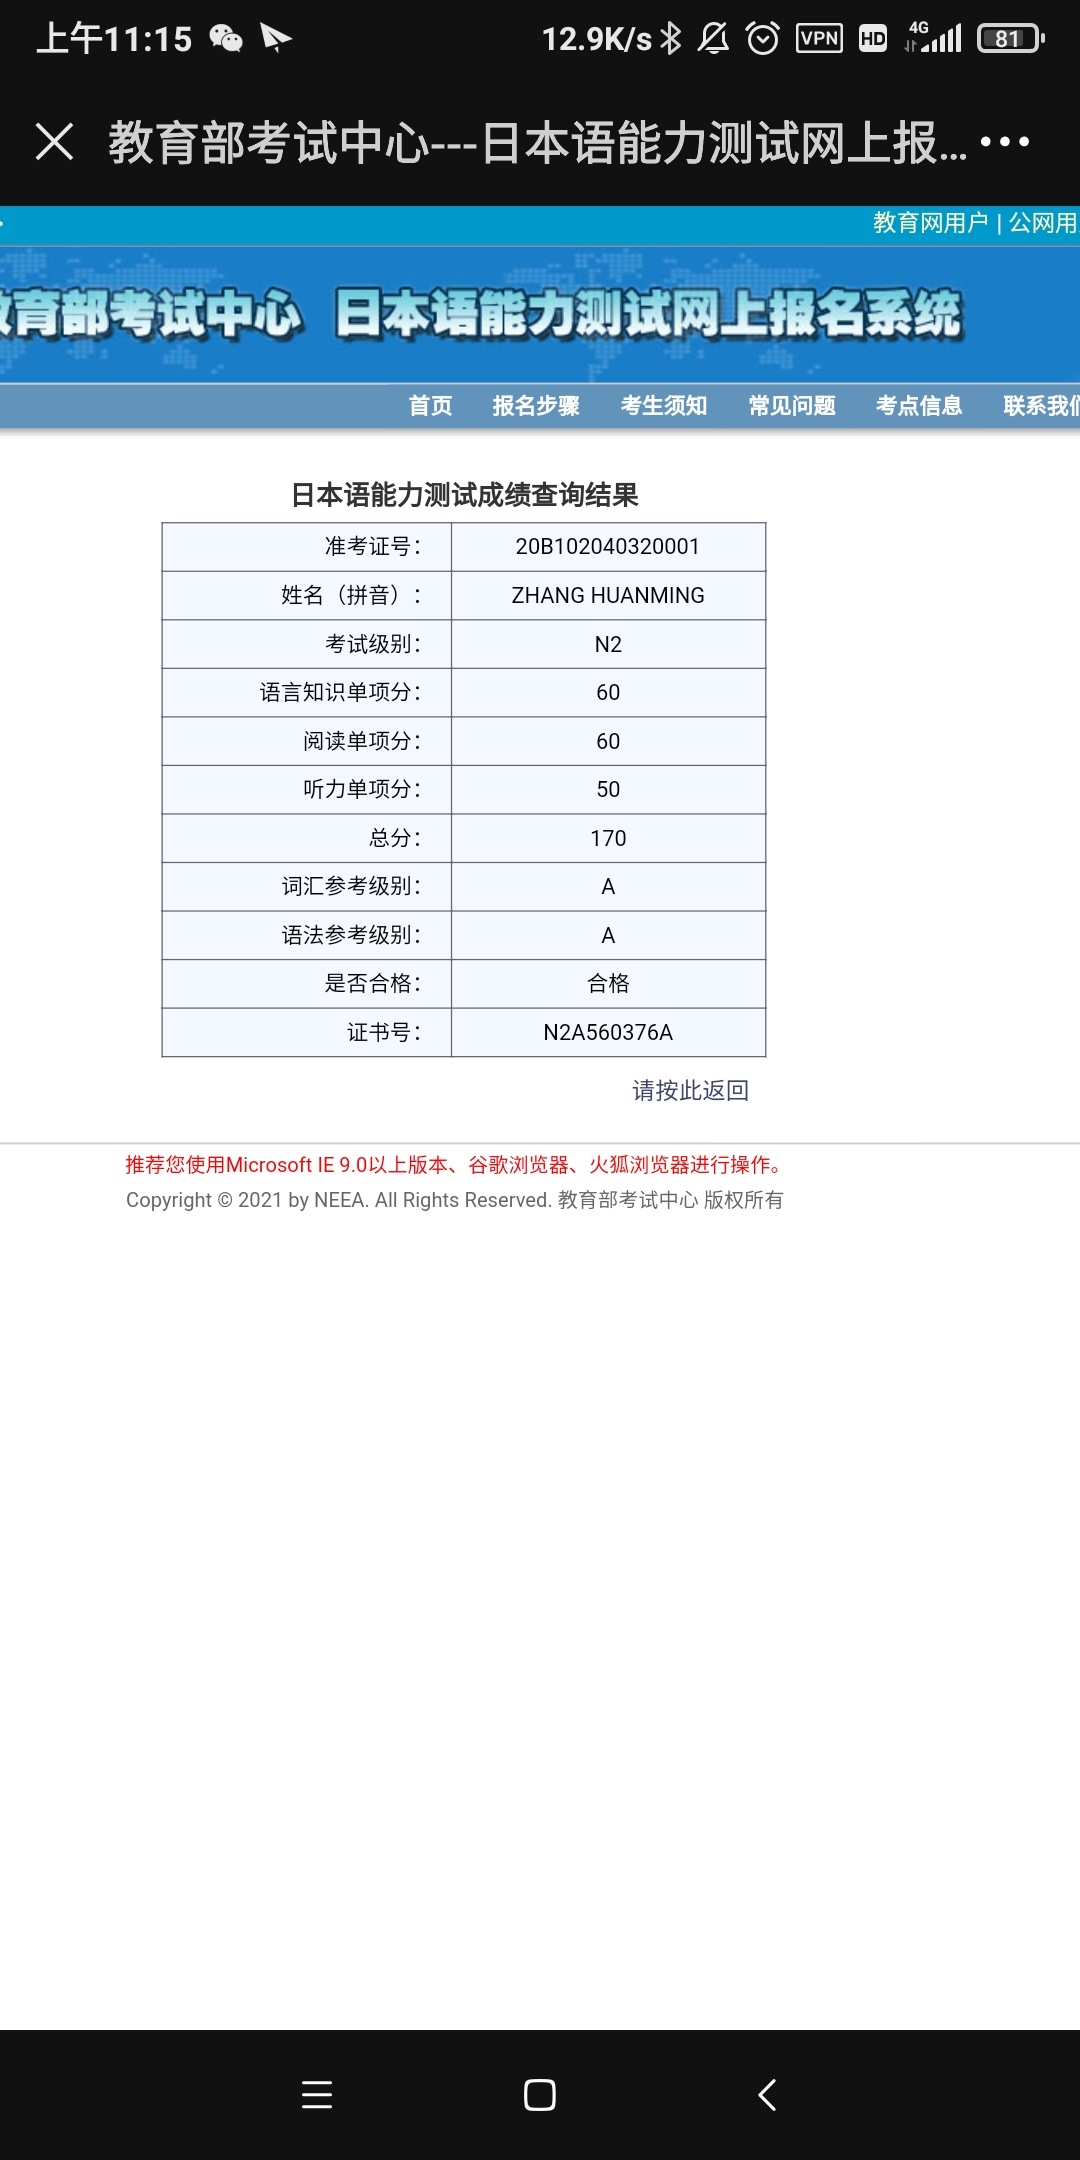 上午11:15 12.9K/s VPN HD 4G 81
教育部考试中心---日本语能力测试网上报...
教育网用户 | 公网用
育部考试中心 日本语能力测试网上报名系统
首页 报名步骤 考生须知 常见问题 考点信息 联系我们
日本语能力测试成绩查询结果
准考证号： 20B102040320001
姓名（拼音）： ZHANG HUANMING
考试级别： N2
语言知识单项分： 60
阅读单项分： 60
听力单项分： 50
总分： 170
词汇参考级别： A
语法参考级别： A
是否合格： 合格
证书号： N2A560376A
请按此返回
推荐您使用Microsoft IE 9.0以上版本、谷歌浏览器、火狐浏览器进行操作。
Copyright © 2021 by NEEA. All Rights Reserved. 教育部考试中心 版权所有